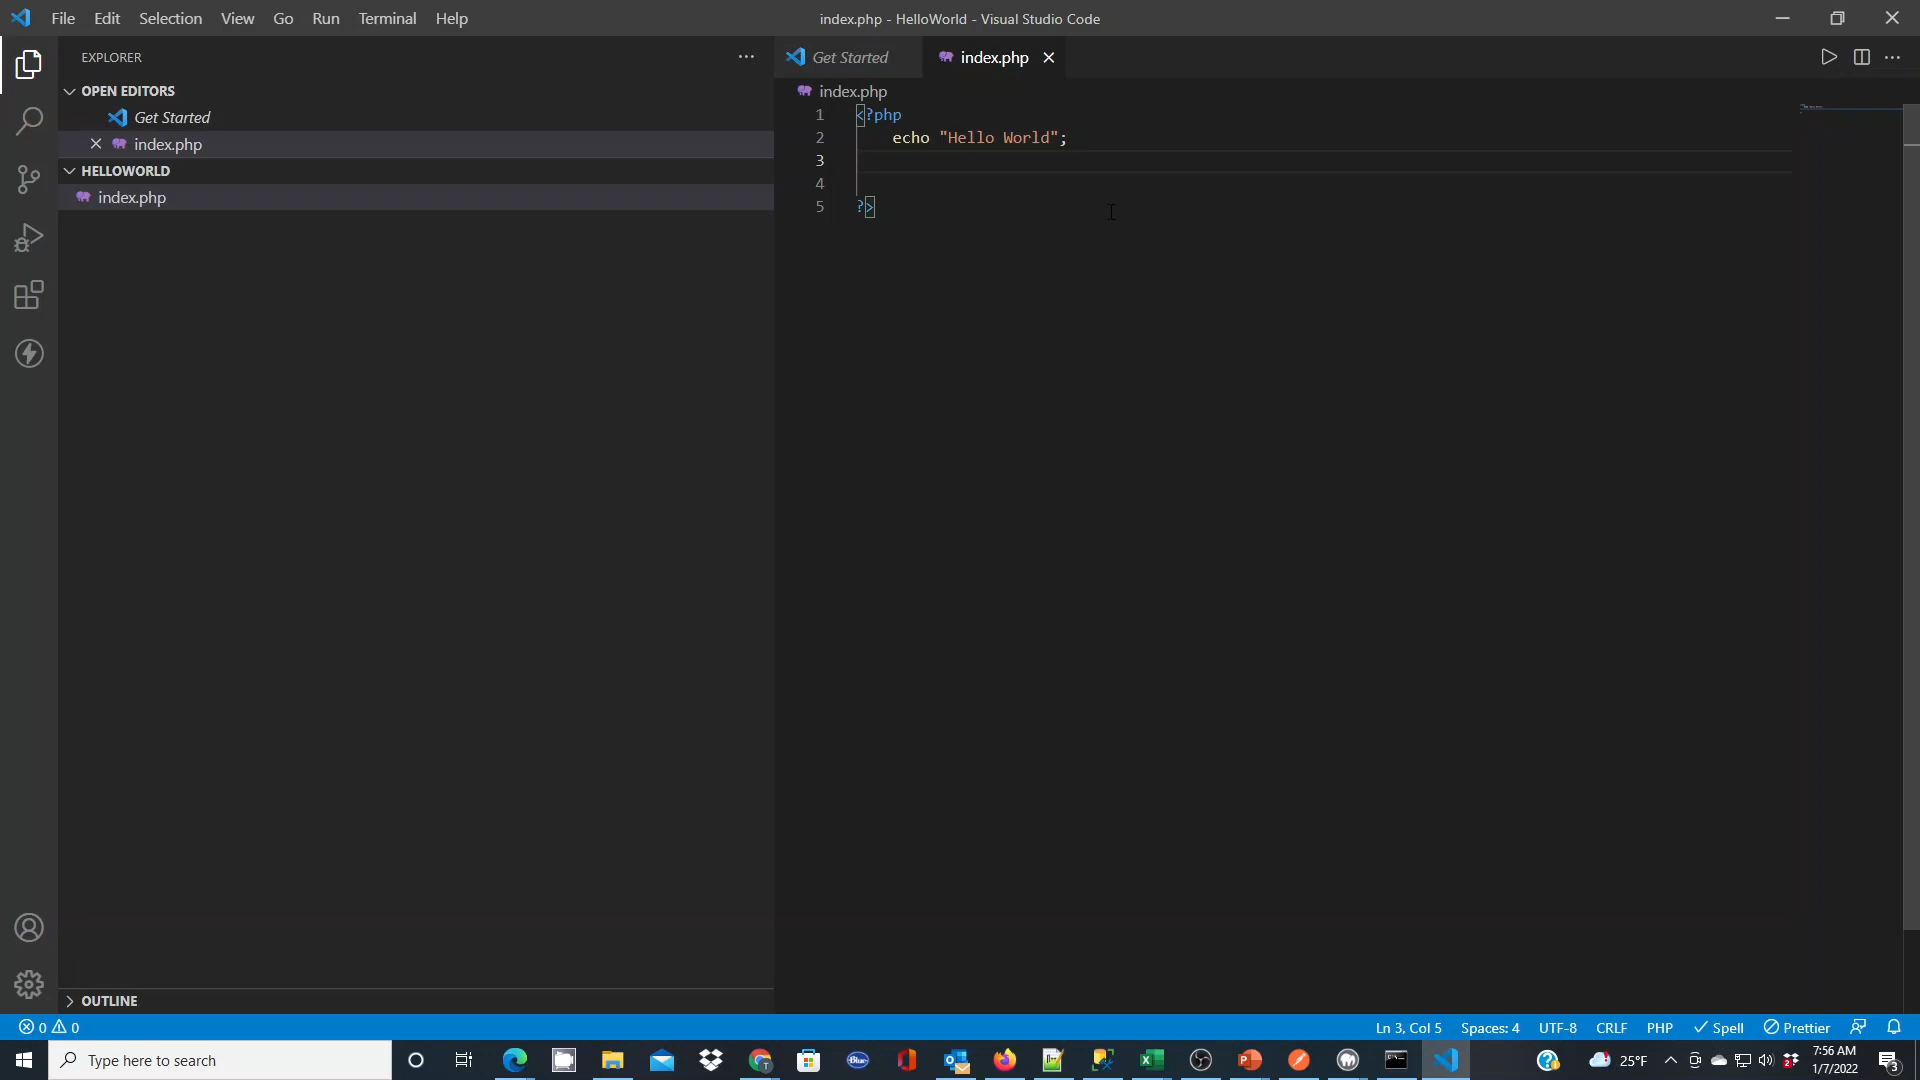 File Edit Selection View Go Run Terminal Help
index.php - HelloWorld - Visual Studio Code
EXPLORER
OPEN EDITORS
Get Started
index.php
HELLOWORLD
index.php
OUTLINE
Get Started
index.php
index.php
1 <?php
2 echo "Hello World";
3
4
5 ?>
0 0
Ln 3, Col 5 Spaces: 4 UTF-8 CRLF PHP Spell Prettier
Type here to search
Blue
25°F
7:56 AM
1/7/2022
3